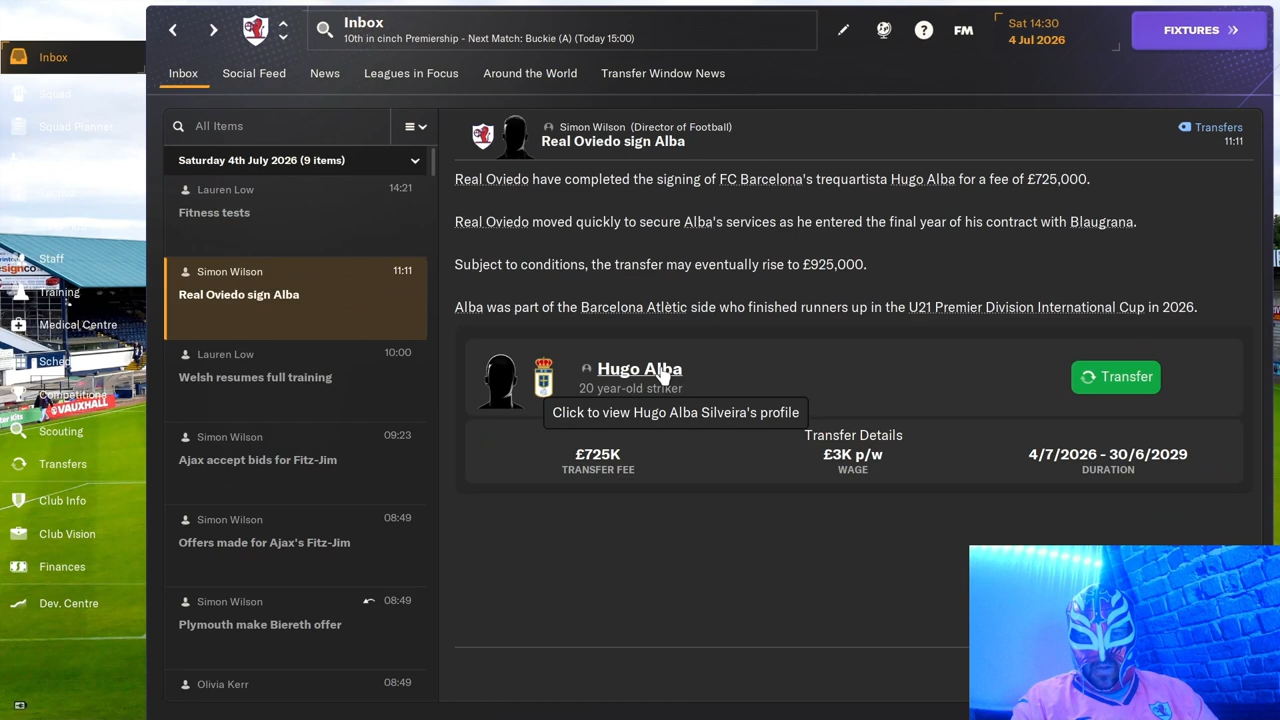 Inbox
10th in cinch Premiership - Next Match: Buckie (A) (Today 15:00)
FM
Sat 14:30
4 Jul 2026
FIXTURES
Inbox
Squad
Squad Planner
Staff
Training
Medical Centre
Sched
Competitions
Scouting
Transfers
Club Info
Club Vision
Finances
Dev. Centre
VAUXHALL
Inbox
Social Feed
News
Leagues in Focus
Around the World
Transfer Window News
All Items
Saturday 4th July 2026 (9 items)
Lauren Low 14:21
Fitness tests
Simon Wilson 11:11
Real Oviedo sign Alba
Lauren Low 10:00
Welsh resumes full training
Simon Wilson 09:23
Ajax accept bids for Fitz-Jim
Simon Wilson 08:49
Offers made for Ajax's Fitz-Jim
Simon Wilson 08:49
Plymouth make Biereth offer
Olivia Kerr 08:49
Simon Wilson (Director of Football)
Real Oviedo sign Alba
Transfers
11:11
Real Oviedo have completed the signing of FC Barcelona's trequartista Hugo Alba for a fee of £725,000.
Real Oviedo moved quickly to secure Alba's services as he entered the final year of his contract with Blaugrana.
Subject to conditions, the transfer may eventually rise to £925,000.
Alba was part of the Barcelona Atlètic side who finished runners up in the U21 Premier Division International Cup in 2026.
Hugo Alba
20 year-old striker
Transfer
Click to view Hugo Alba Silveira's profile
Transfer Details
£725K
TRANSFER FEE
£3K p/w
WAGE
4/7/2026 - 30/6/2029
DURATION